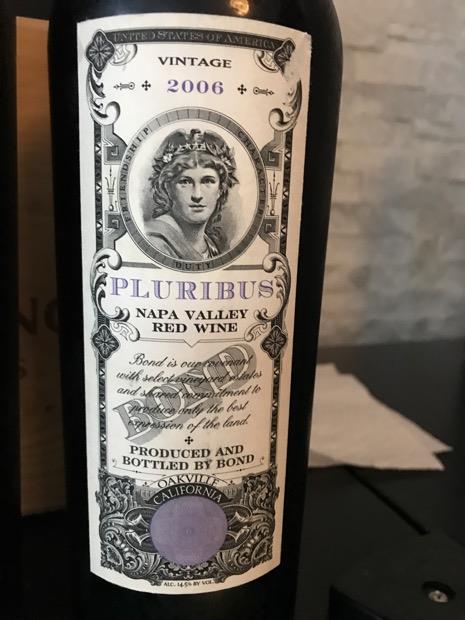 UNITED STATES OF AMERICA
VINTAGE
2006
FRIENDSHIP
CHARACTER
DUTY
PLURIBUS
NAPA VALLEY
RED WINE
BOND
Bond is our covenant
with select vineyard estates
and shared commitment to
produce only the best
expression of the land.
PRODUCED AND
BOTTLED BY BOND
OAKVILLE
CALIFORNIA
ALC. 14.5% BY VOL.